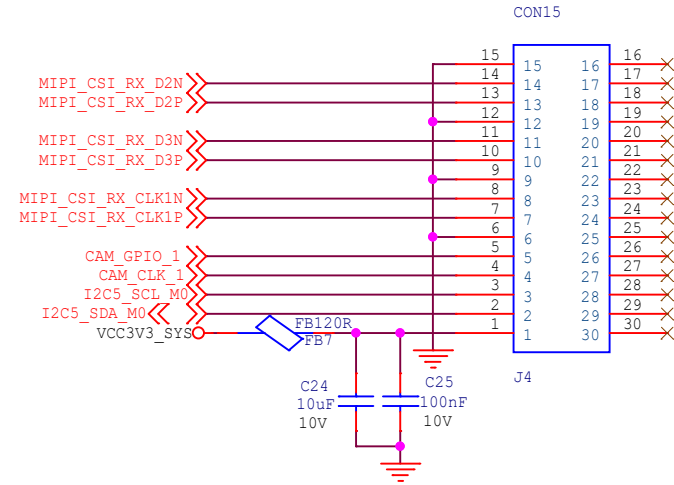 CON15
15 15 16 16
MIPI_CSI_RX_D2N 14 14 17 17
MIPI_CSI_RX_D2P 13 13 18 18
12 12 19 19
MIPI_CSI_RX_D3N 11 11 20 20
MIPI_CSI_RX_D3P 10 10 21 21
9 9 22 22
MIPI_CSI_RX_CLK1N 8 8 23 23
MIPI_CSI_RX_CLK1P 7 7 24 24
6 6 25 25
CAM_GPIO_1 5 5 26 26
CAM_CLK_1 4 4 27 27
I2C5_SCL_M0 3 3 28 28
I2C5_SDA_M0 2 2 29 29
VCC3V3_SYS FB120R 1 1 30 30
FB7
J4
C24 C25
10uF 100nF
10V 10V